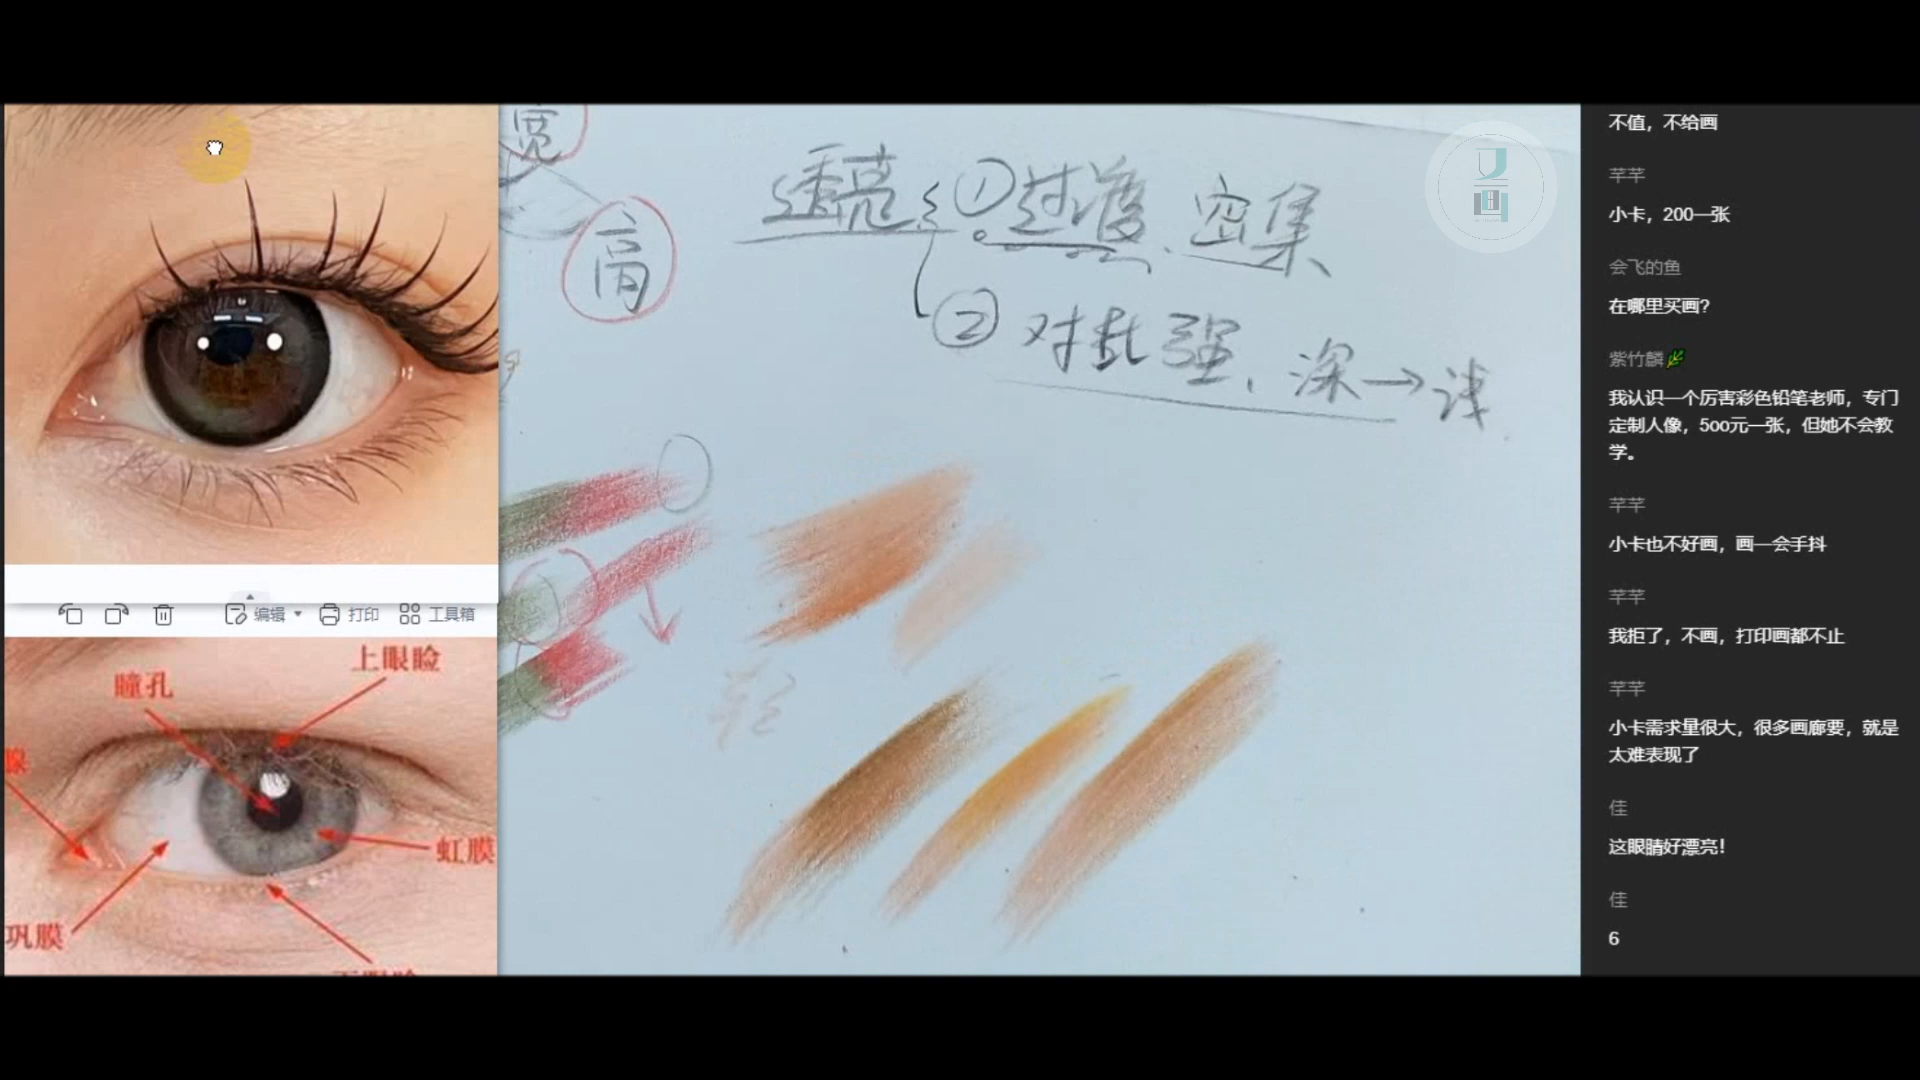 宽
高
透亮 ①过渡、密集
②对比强、深→浅
编辑 打印 工具箱
上眼睑
瞳孔
腺
虹膜
巩膜
不值，不给画
芊芊
小卡，200一张
会飞的鱼
在哪里买画?
紫竹麟
我认识一个厉害彩色铅笔老师，专门
定制人像，5oo元一张，但她不会教
学。
芊芊
小卡也不好画，画一会手抖
芊芊
我拒了，不画，打印画都不止
芊芊
小卡需求量很大，很多画廊要，就是
太难表现了
佳
这眼睛好漂亮！
佳
6